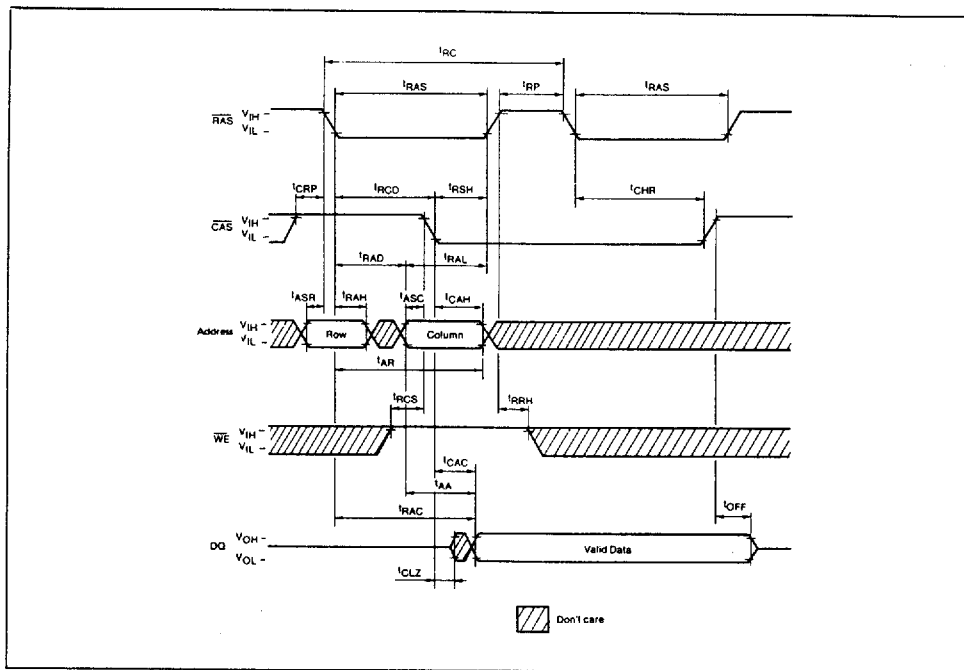 tRC
tRAS tRP tRAS
RAS VIH
VIL
tCRP tRCD tRSH tCHR
CAS VIH
VIL
tRAD tRAL
tASR tRAH tASC tCAH
Address VIH
VIL
Row Column
tAR
tRCS tRRH
WE VIH
VIL
tCAC
tAA
tRAC tOFF
DQ VOH
VOL
Valid Data
tCLZ
Don't care